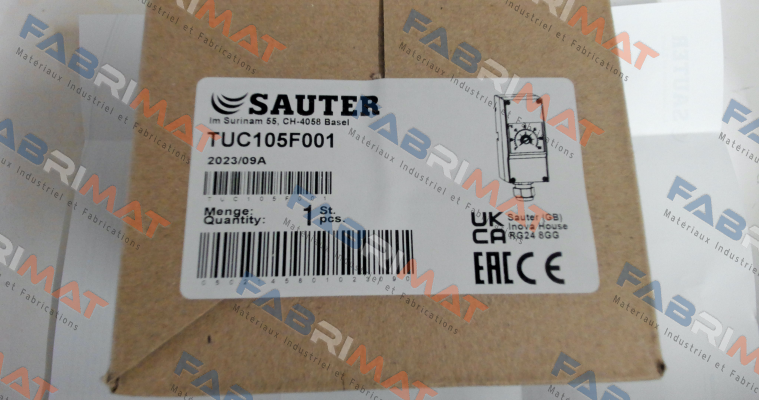 SAUTER
Im Surinam 55, CH-4058 Basel
TUC105F001
2023/09A
Menge: 1 St.
Quantity: pcs.
UK
CA
Sauter (GB)
Inova House
RG24 8GG
EAC CE
FABRIMAT
Matériaux Industriel et Fabrications